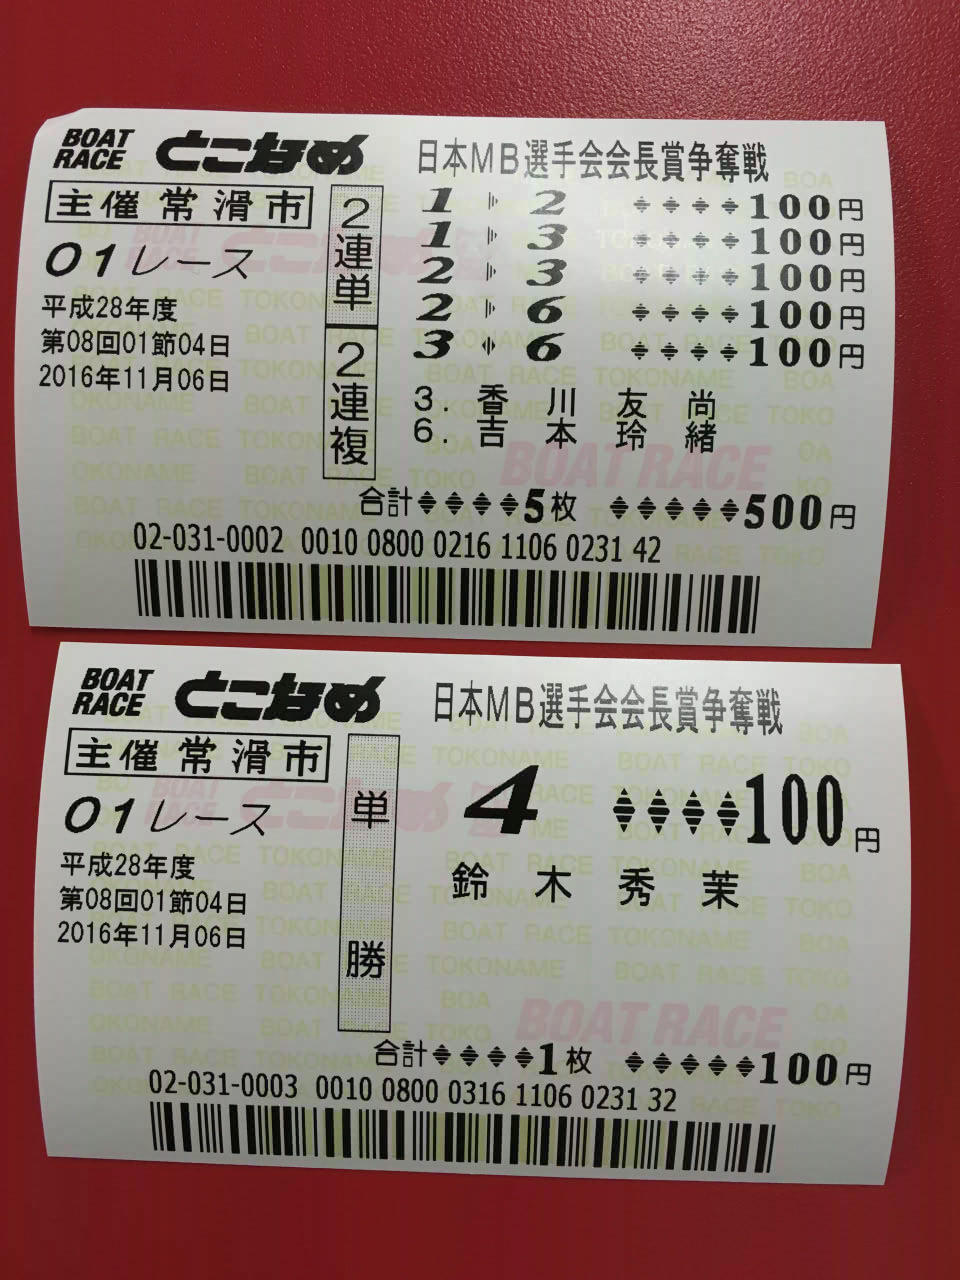 BOAT RACE とこなめ
日本MB選手会会長賞争奪戦
主催 常滑市
01レース
平成28年度
第08回01節04日
2016年11月06日
2連単
2連複
1 2 100円
1 3 100円
2 3 100円
2 6 100円
3 6 100円
3. 香川友尚
6. 吉本玲緒
合計 5枚 500円
02-031-0002 0010 0800 0216 1106 0231 42
BOAT RACE とこなめ
日本MB選手会会長賞争奪戦
主催 常滑市
01レース
平成28年度
第08回01節04日
2016年11月06日
単勝
4 100円
鈴木秀茉
合計 1枚 100円
02-031-0003 0010 0800 0316 1106 0231 32